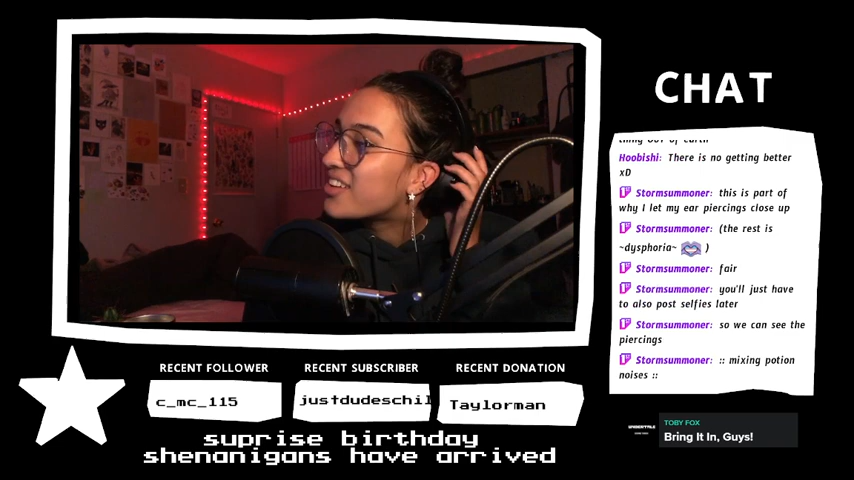 CHAT
Hoobishi: There is no getting better
xD
Stormsummoner: this is part of
why I let my ear piercings close up
Stormsummoner: (the rest is
~dysphoria~ )
Stormsummoner: fair
Stormsummoner: you'll just have
to also post selfies later
Stormsummoner: so we can see the
piercings
Stormsummoner: :: mixing potion
noises ::
RECENT FOLLOWER
RECENT SUBSCRIBER
RECENT DONATION
c_mc_115
justdudeschil
Taylorman
UNDERTALE
TOBY FOX
Bring It In, Guys!
suprise birthday
shenanigans have arrived